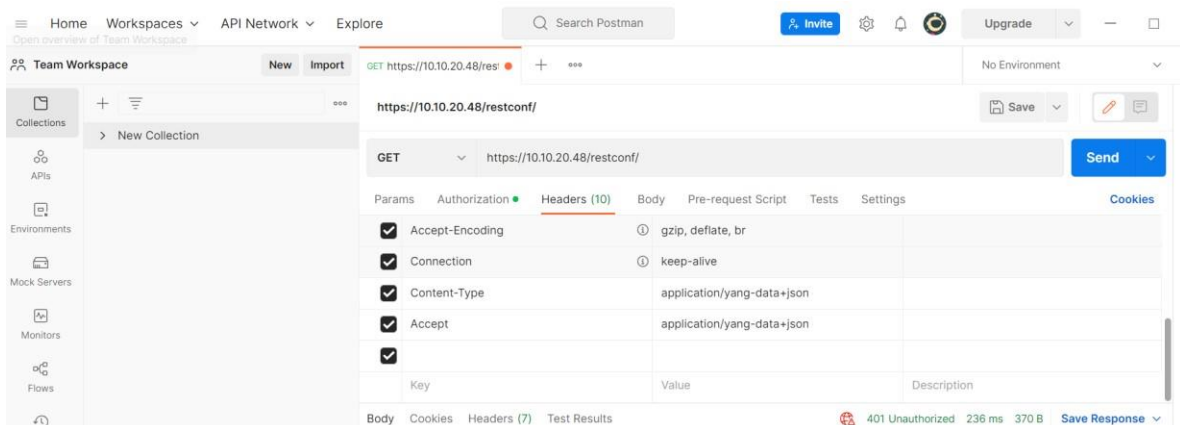 Home Workspaces API Network Explore Search Postman Invite Upgrade
Open overview of Team Workspace
Team Workspace New Import GET https://10.10.20.48/rest No Environment
Collections
New Collection
https://10.10.20.48/restconf/ Save
APIs
GET https://10.10.20.48/restconf/ Send
Environments
Params Authorization Headers (10) Body Pre-request Script Tests Settings Cookies
Accept-Encoding gzip, deflate, br
Mock Servers
Connection keep-alive
Content-Type application/yang-data+json
Monitors
Accept application/yang-data+json
Flows
Key Value Description
Body Cookies Headers (7) Test Results 401 Unauthorized 236 ms 370 B Save Response